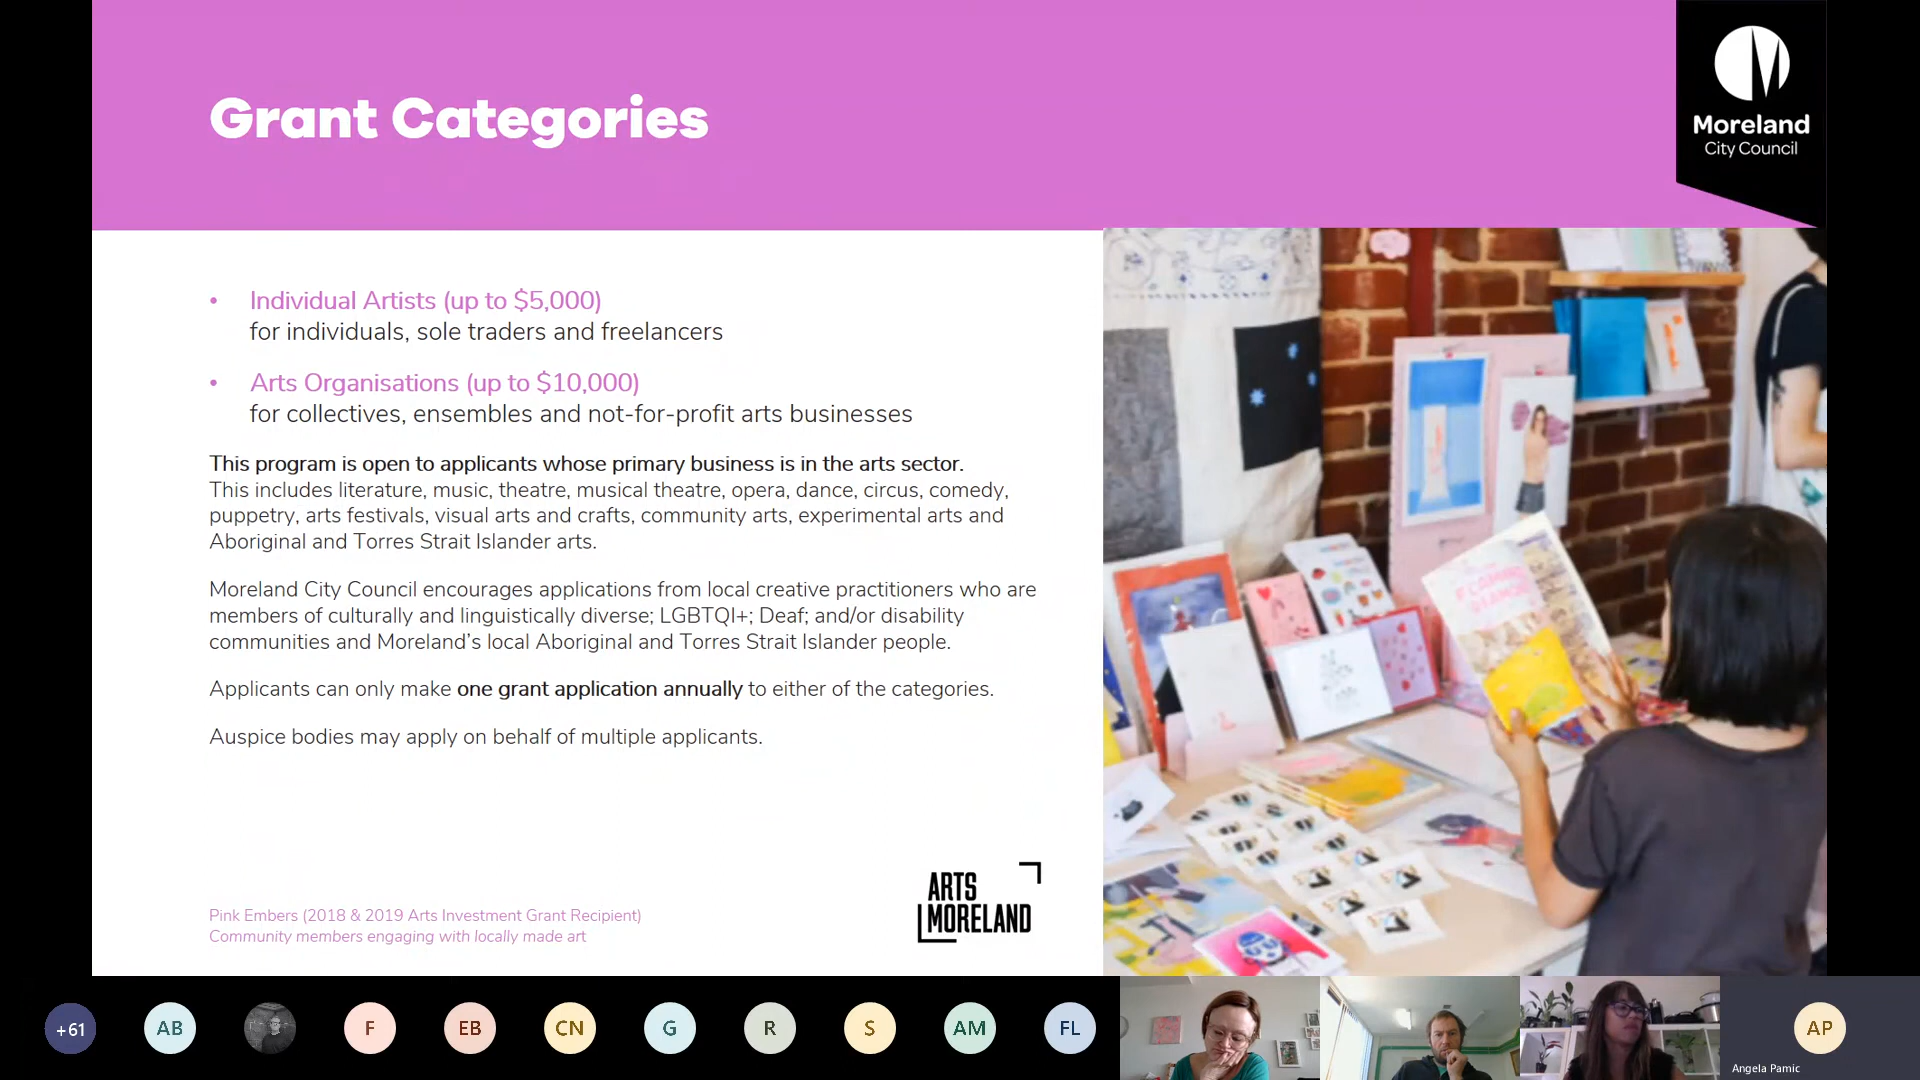 Grant Categories
Moreland
City Council
• Individual Artists (up to $5,000)
for individuals, sole traders and freelancers
• Arts Organisations (up to $10,000)
for collectives, ensembles and not-for-profit arts businesses
This program is open to applicants whose primary business is in the arts sector.
This includes literature, music, theatre, musical theatre, opera, dance, circus, comedy,
puppetry, arts festivals, visual arts and crafts, community arts, experimental arts and
Aboriginal and Torres Strait Islander arts.
Moreland City Council encourages applications from local creative practitioners who are
members of culturally and linguistically diverse; LGBTQI+; Deaf; and/or disability
communities and Moreland's local Aboriginal and Torres Strait Islander people.
Applicants can only make one grant application annually to either of the categories.
Auspice bodies may apply on behalf of multiple applicants.
ARTS
MORELAND
Pink Embers (2018 & 2019 Arts Investment Grant Recipient)
Community members engaging with locally made art
+61
AB
F
EB
CN
G
R
S
AM
FL
AP
Angela Pamic